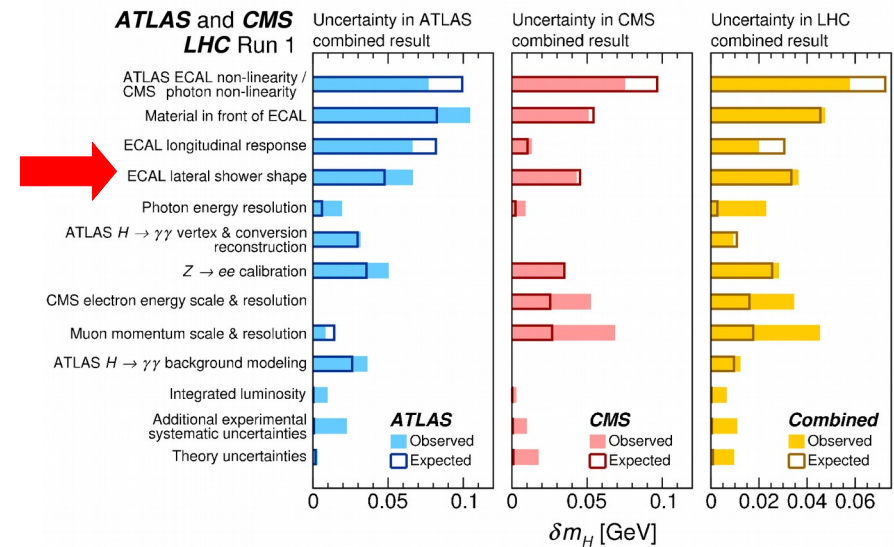 ATLAS and CMS
LHC Run 1
Uncertainty in ATLAS
combined result
Uncertainty in CMS
combined result
Uncertainty in LHC
combined result
ATLAS ECAL non-linearity /
CMS photon non-linearity
Material in front of ECAL
ECAL longitudinal response
ECAL lateral shower shape
Photon energy resolution
ATLAS H → γγ vertex & conversion
reconstruction
Z → ee calibration
CMS electron energy scale & resolution
Muon momentum scale & resolution
ATLAS H → γγ background modeling
Integrated luminosity
Additional experimental
systematic uncertainties
Theory uncertainties
ATLAS
Observed
Expected
CMS
Observed
Expected
Combined
Observed
Expected
0 0.05 0.1
0 0.05 0.1
0 0.02 0.04 0.06
δm_H [GeV]